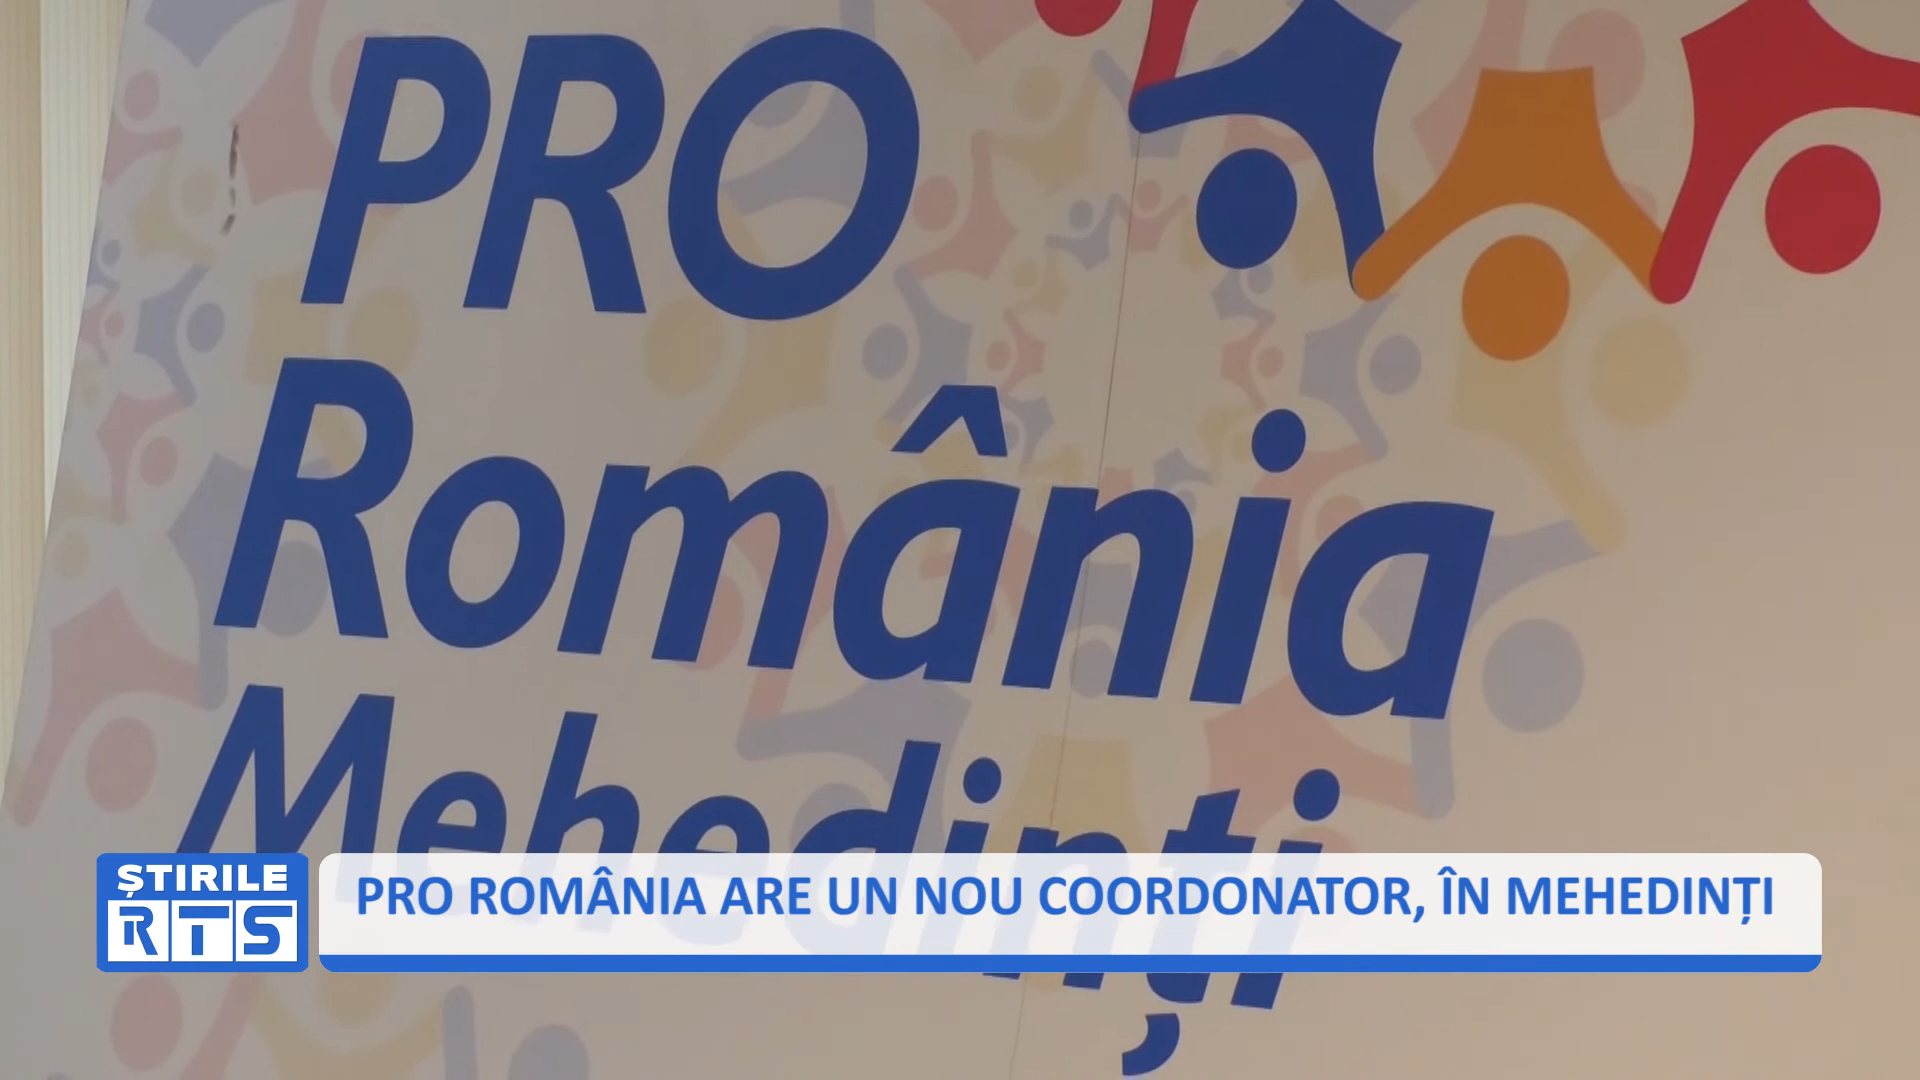 PRO
România
Mehedinți
ȘTIRILE
RTS
PRO ROMÂNIA ARE UN NOU COORDONATOR, ÎN MEHEDINȚI